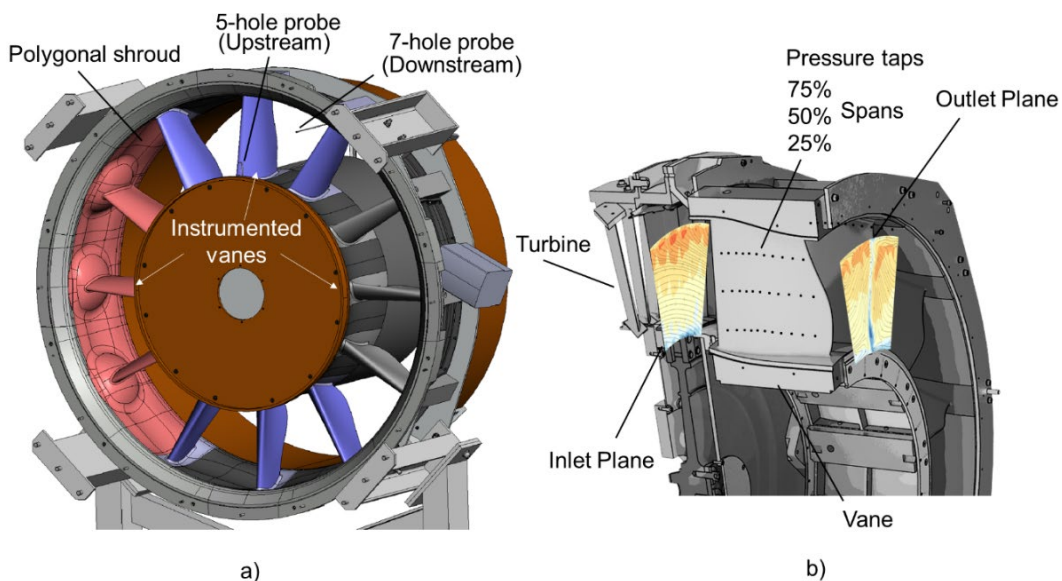 5-hole probe
(Upstream)
7-hole probe
(Downstream)
Polygonal shroud
Instrumented
vanes
a)
Pressure taps
75%
50% Spans
25%
Outlet Plane
Turbine
Inlet Plane
Vane
b)